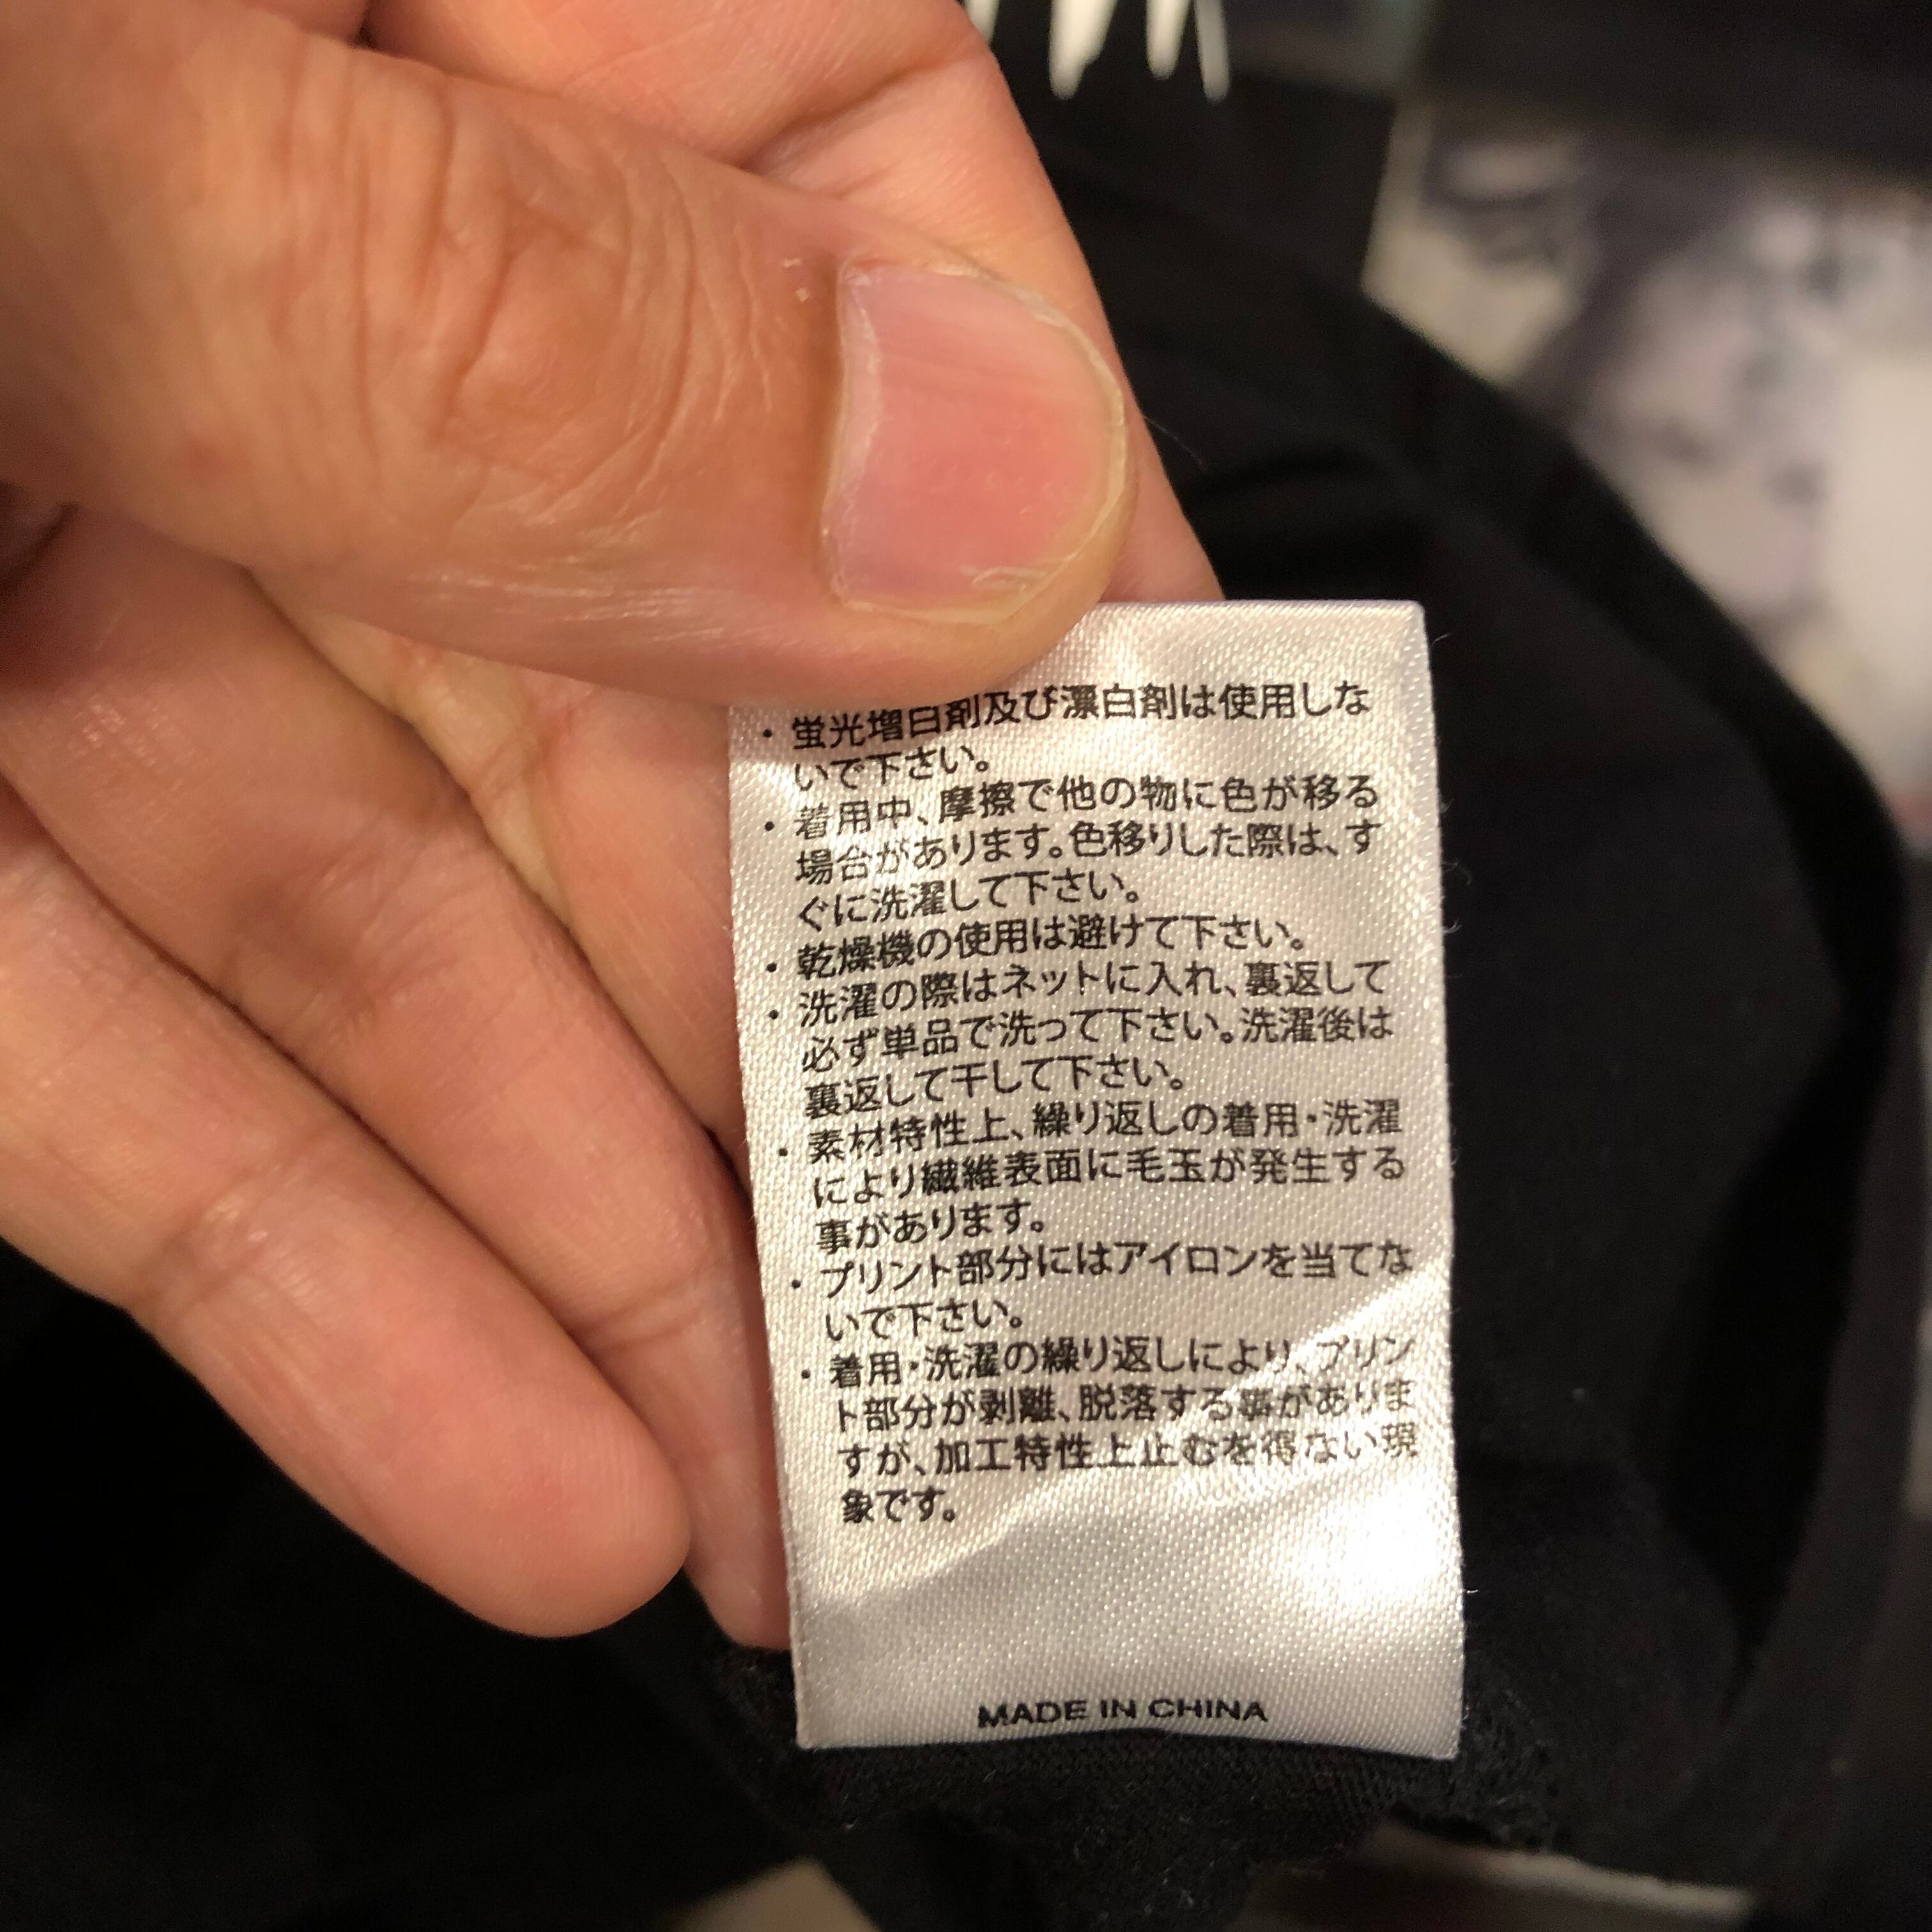 ・蛍光増白剤及び漂白剤は使用しな
いで下さい。
・着用中、摩擦で他の物に色が移る
場合があります。色移りした際は、す
ぐに洗濯して下さい。
・乾燥機の使用は避けて下さい。
・洗濯の際はネットに入れ、裏返して
必ず単品で洗って下さい。洗濯後は
裏返して干して下さい。
・素材特性上、繰り返しの着用・洗濯
により繊維表面に毛玉が発生する
事があります。
・プリント部分にはアイロンを当てな
いで下さい。
・着用・洗濯の繰り返しにより、プリン
ト部分が剥離、脱落する事がありま
すが、加工特性上止むを得ない現
象です。
MADE IN CHINA